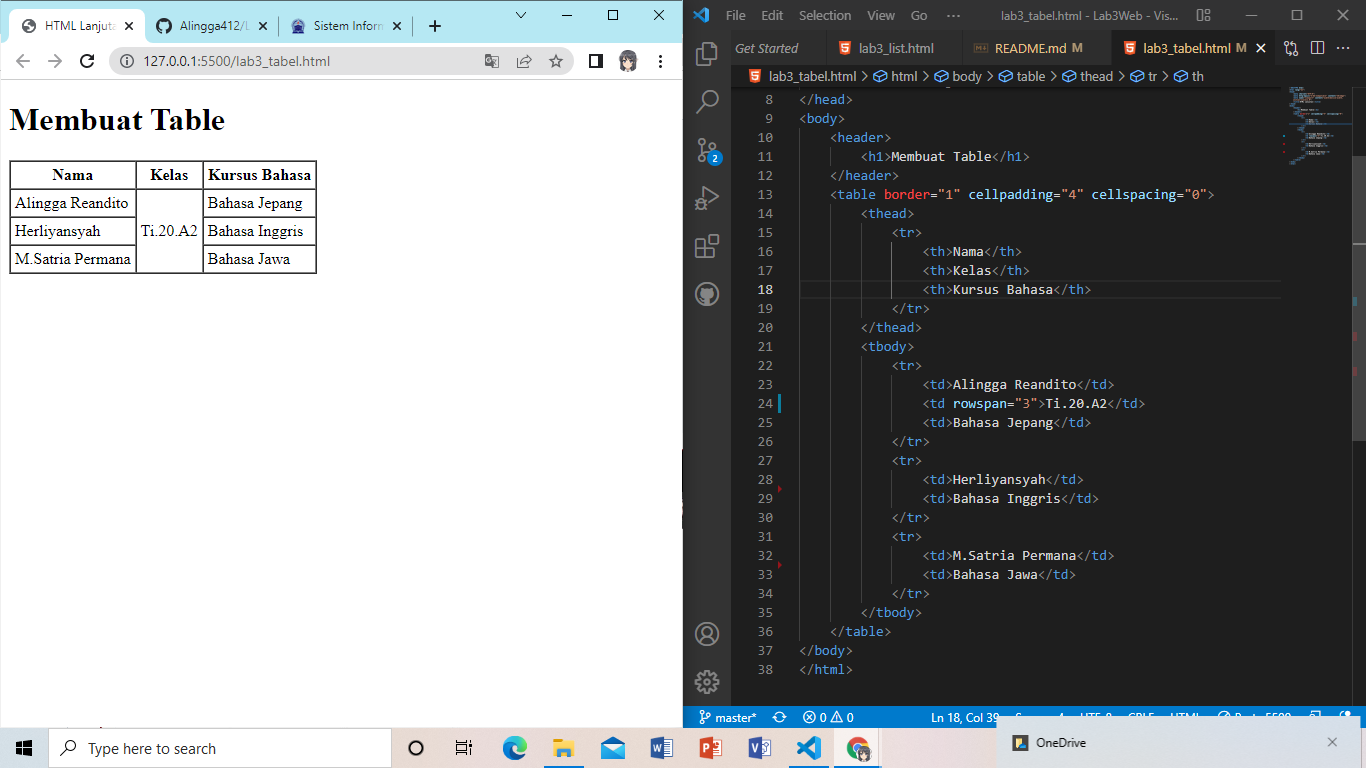 HTML Lanjuta
Alingga412/L
Sistem Inform
127.0.0.1:5500/lab3_tabel.html
Membuat Table
Nama Kelas Kursus Bahasa
Alingga Reandito Ti.20.A2 Bahasa Jepang
Herliyansyah Bahasa Inggris
M.Satria Permana Bahasa Jawa
File Edit Selection View Go ··· lab3_tabel.html - Lab3Web - Vis...
Get Started lab3_list.html README.md M lab3_tabel.html M
lab3_tabel.html > html > body > table > thead > tr > th
8 </head>
9 <body>
10 <header>
11 <h1>Membuat Table</h1>
12 </header>
13 <table border="1" cellpadding="4" cellspacing="0">
14 <thead>
15 <tr>
16 <th>Nama</th>
17 <th>Kelas</th>
18 <th>Kursus Bahasa</th>
19 </tr>
20 </thead>
21 <tbody>
22 <tr>
23 <td>Alingga Reandito</td>
24 <td rowspan="3">Ti.20.A2</td>
25 <td>Bahasa Jepang</td>
26 </tr>
27 <tr>
28 <td>Herliyansyah</td>
29 <td>Bahasa Inggris</td>
30 </tr>
31 <tr>
32 <td>M.Satria Permana</td>
33 <td>Bahasa Jawa</td>
34 </tr>
35 </tbody>
36 </table>
37 </body>
38 </html>
2
master* 0 0 Ln 18, Col 39
Type here to search
OneDrive